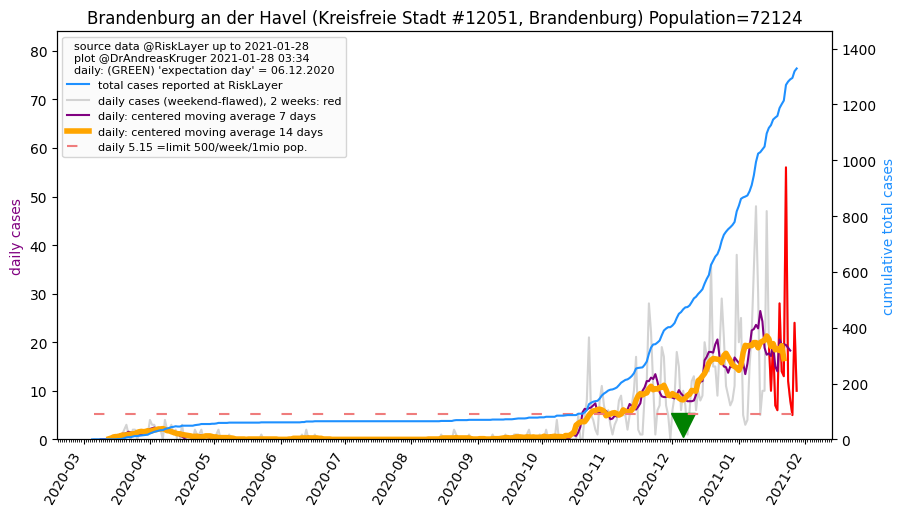 Brandenburg an der Havel (Kreisfreie Stadt #12051, Brandenburg) Population=72124
source data @RiskLayer up to 2021-01-28
plot @DrAndreasKruger 2021-01-28 03:34
daily: (GREEN) 'expectation day' = 06.12.2020
total cases reported at RiskLayer
daily cases (weekend-flawed), 2 weeks: red
daily: centered moving average 7 days
daily: centered moving average 14 days
daily 5.15 =limit 500/week/1mio pop.
daily cases
80
70
60
50
40
30
20
10
0
cumulative total cases
1400
1200
1000
800
600
400
200
0
2020-03
2020-04
2020-05
2020-06
2020-07
2020-08
2020-09
2020-10
2020-11
2020-12
2021-01
2021-02